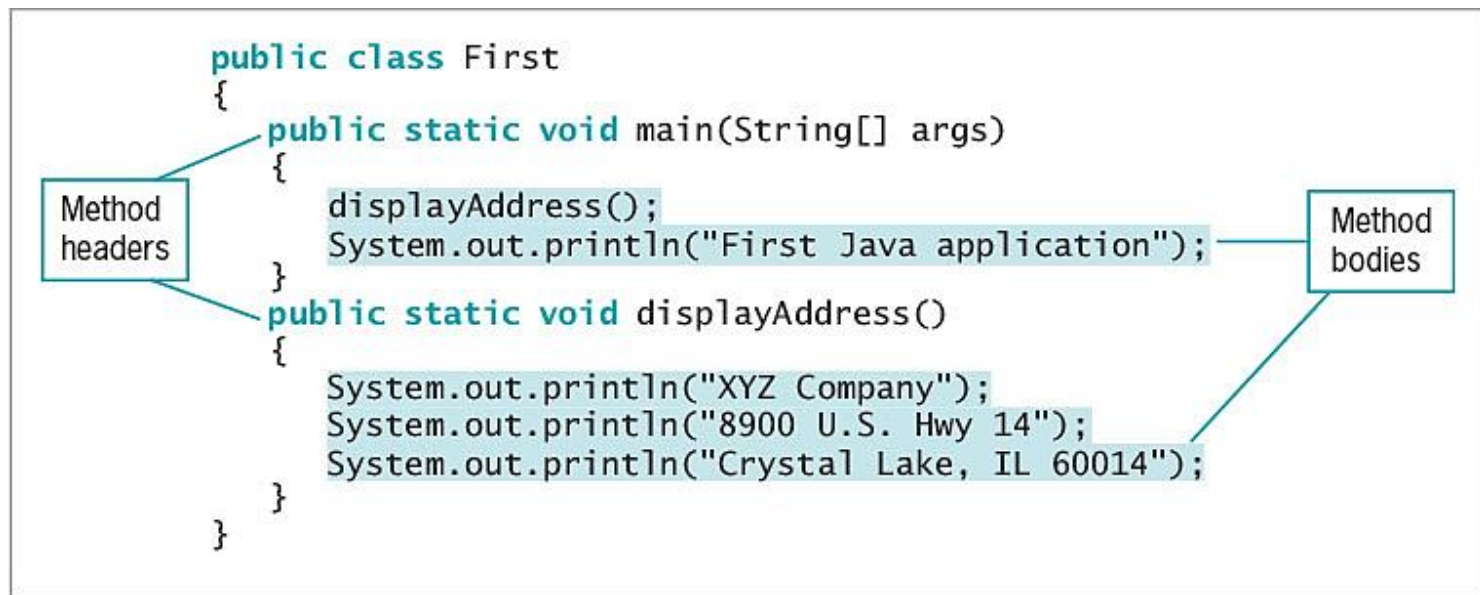 public class First
{
public static void main(String[] args)
{
displayAddress();
System.out.println("First Java application");
}
public static void displayAddress()
{
System.out.println("XYZ Company");
System.out.println("8900 U.S. Hwy 14");
System.out.println("Crystal Lake, IL 60014");
}
}
Method
headers
Method
bodies